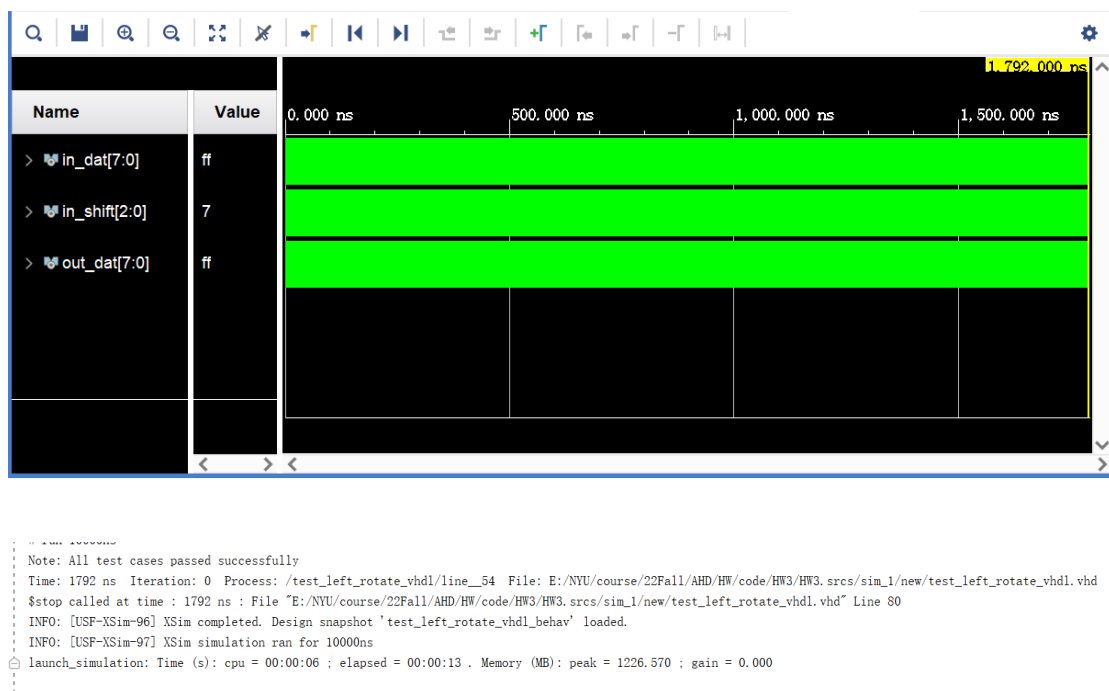 1,792.000 ns
Name Value 0.000 ns 500.000 ns 1,000.000 ns 1,500.000 ns
in_dat[7:0] ff
in_shift[2:0] 7
out_dat[7:0] ff
Note: All test cases passed successfully
Time: 1792 ns Iteration: 0 Process: /test_left_rotate_vhdl/line__54 File: E:/NYU/course/22Fall/AHD/HW/code/HW3/HW3.srcs/sim_1/new/test_left_rotate_vhdl.vhd
$stop called at time : 1792 ns : File "E:/NYU/course/22Fall/AHD/HW/code/HW3/HW3.srcs/sim_1/new/test_left_rotate_vhdl.vhd" Line 80
INFO: [USF-XSim-96] XSim completed. Design snapshot 'test_left_rotate_vhdl_behav' loaded.
INFO: [USF-XSim-97] XSim simulation ran for 10000ns
launch_simulation: Time (s): cpu = 00:00:06 ; elapsed = 00:00:13 . Memory (MB): peak = 1226.570 ; gain = 0.000